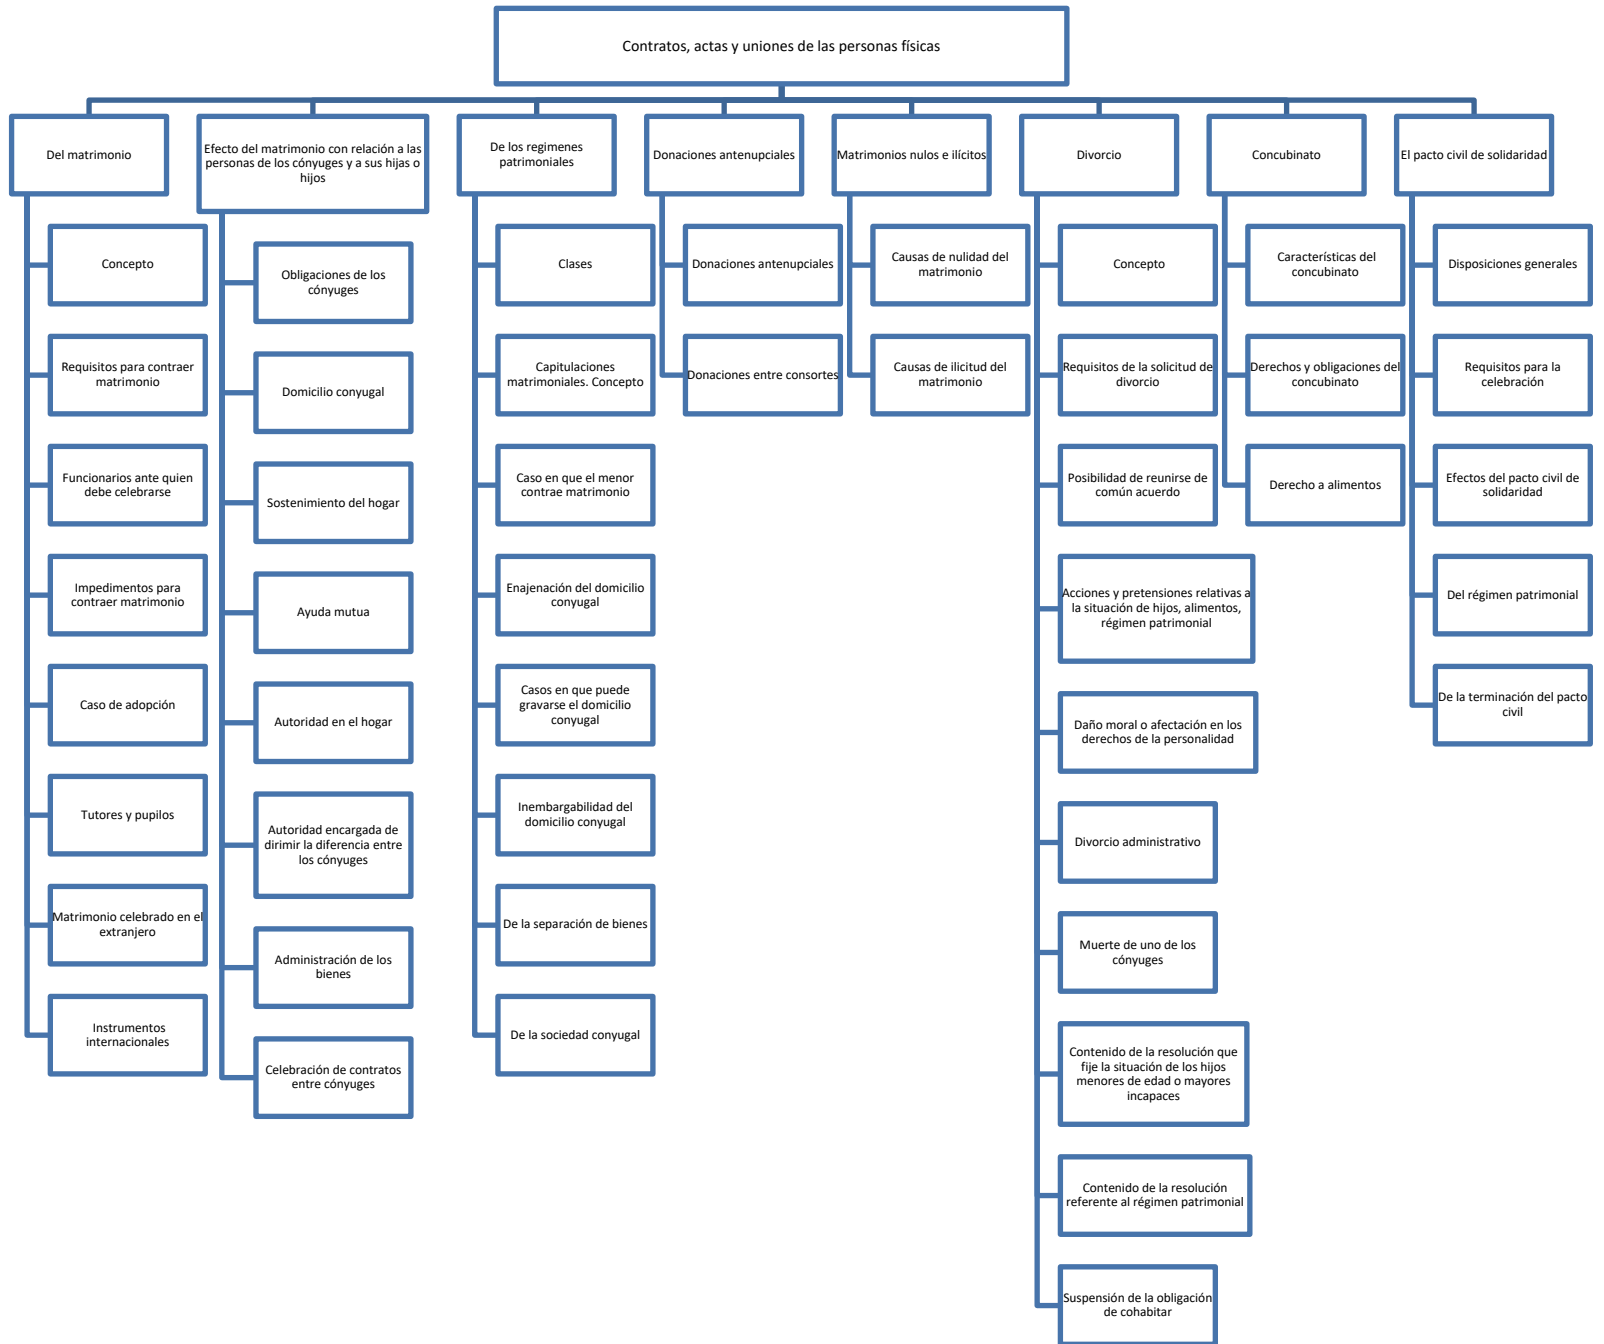 Contratos, actas y uniones de las personas físicas
Del matrimonio
Concepto
Requisitos para contraer
matrimonio
Funcionarios ante quien
debe celebrarse
Impedimentos para
contraer matrimonio
Caso de adopción
Tutores y pupilos
Matrimonio celebrado en el
extranjero
Instrumentos
internacionales
Efecto del matrimonio con relación a las
personas de los cónyuges y a sus hijas o
hijos
Obligaciones de los
cónyuges
Domicilio conyugal
Sostenimiento del hogar
Ayuda mutua
Autoridad en el hogar
Autoridad encargada de
dirimir la diferencia entre
los cónyuges
Administración de los
bienes
Celebración de contratos
entre cónyuges
De los regimenes
patrimoniales
Clases
Capitulaciones
matrimoniales. Concepto
Caso en que el menor
contrae matrimonio
Enajenación del domicilio
conyugal
Casos en que puede
gravarse el domicilio
conyugal
Inembargabilidad del
domicilio conyugal
De la separación de bienes
De la sociedad conyugal
Donaciones antenupciales
Donaciones antenupciales
Donaciones entre consortes
Matrimonios nulos e ilícitos
Causas de nulidad del
matrimonio
Causas de ilicitud del
matrimonio
Divorcio
Concepto
Requisitos de la solicitud de
divorcio
Posibilidad de reunirse de
común acuerdo
Acciones y pretensiones relativas a
la situación de hijos, alimentos,
régimen patrimonial
Daño moral o afectación en los
derechos de la personalidad
Divorcio administrativo
Muerte de uno de los
cónyuges
Contenido de la resolución que
fije la situación de los hijos
menores de edad o mayores
incapaces
Contenido de la resolución
referente al régimen patrimonial
Suspensión de la obligación
de cohabitar
Concubinato
Características del
concubinato
Derechos y obligaciones del
concubinato
Derecho a alimentos
El pacto civil de solidaridad
Disposiciones generales
Requisitos para la
celebración
Efectos del pacto civil de
solidaridad
Del régimen patrimonial
De la terminación del pacto
civil